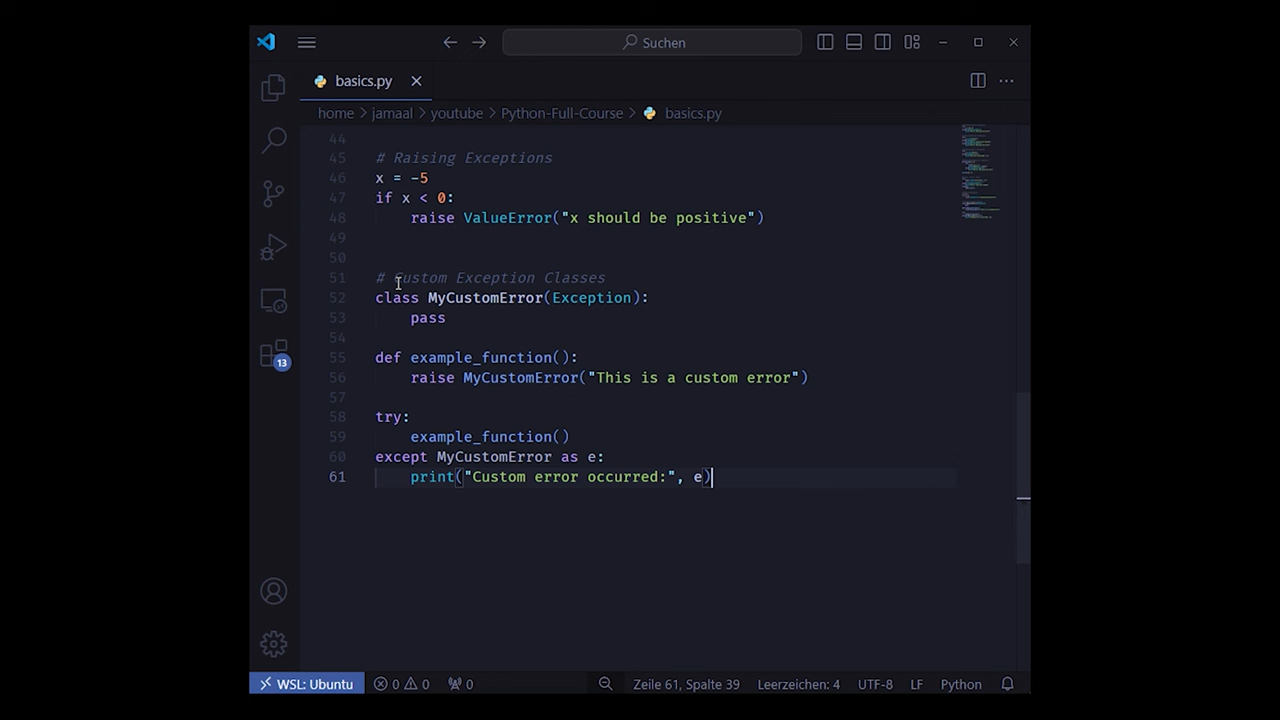 Suchen
basics.py
home > jamaal > youtube > Python-Full-Course > basics.py
44
45 # Raising Exceptions
46 x = -5
47 if x < 0:
48     raise ValueError("x should be positive")
49
50
51 # Custom Exception Classes
52 class MyCustomError(Exception):
53     pass
54
55 def example_function():
56     raise MyCustomError("This is a custom error")
57
58 try:
59     example_function()
60 except MyCustomError as e:
61     print("Custom error occurred:", e)
13
WSL: Ubuntu 0 0 0 Zeile 61, Spalte 39 Leerzeichen: 4 UTF-8 LF Python